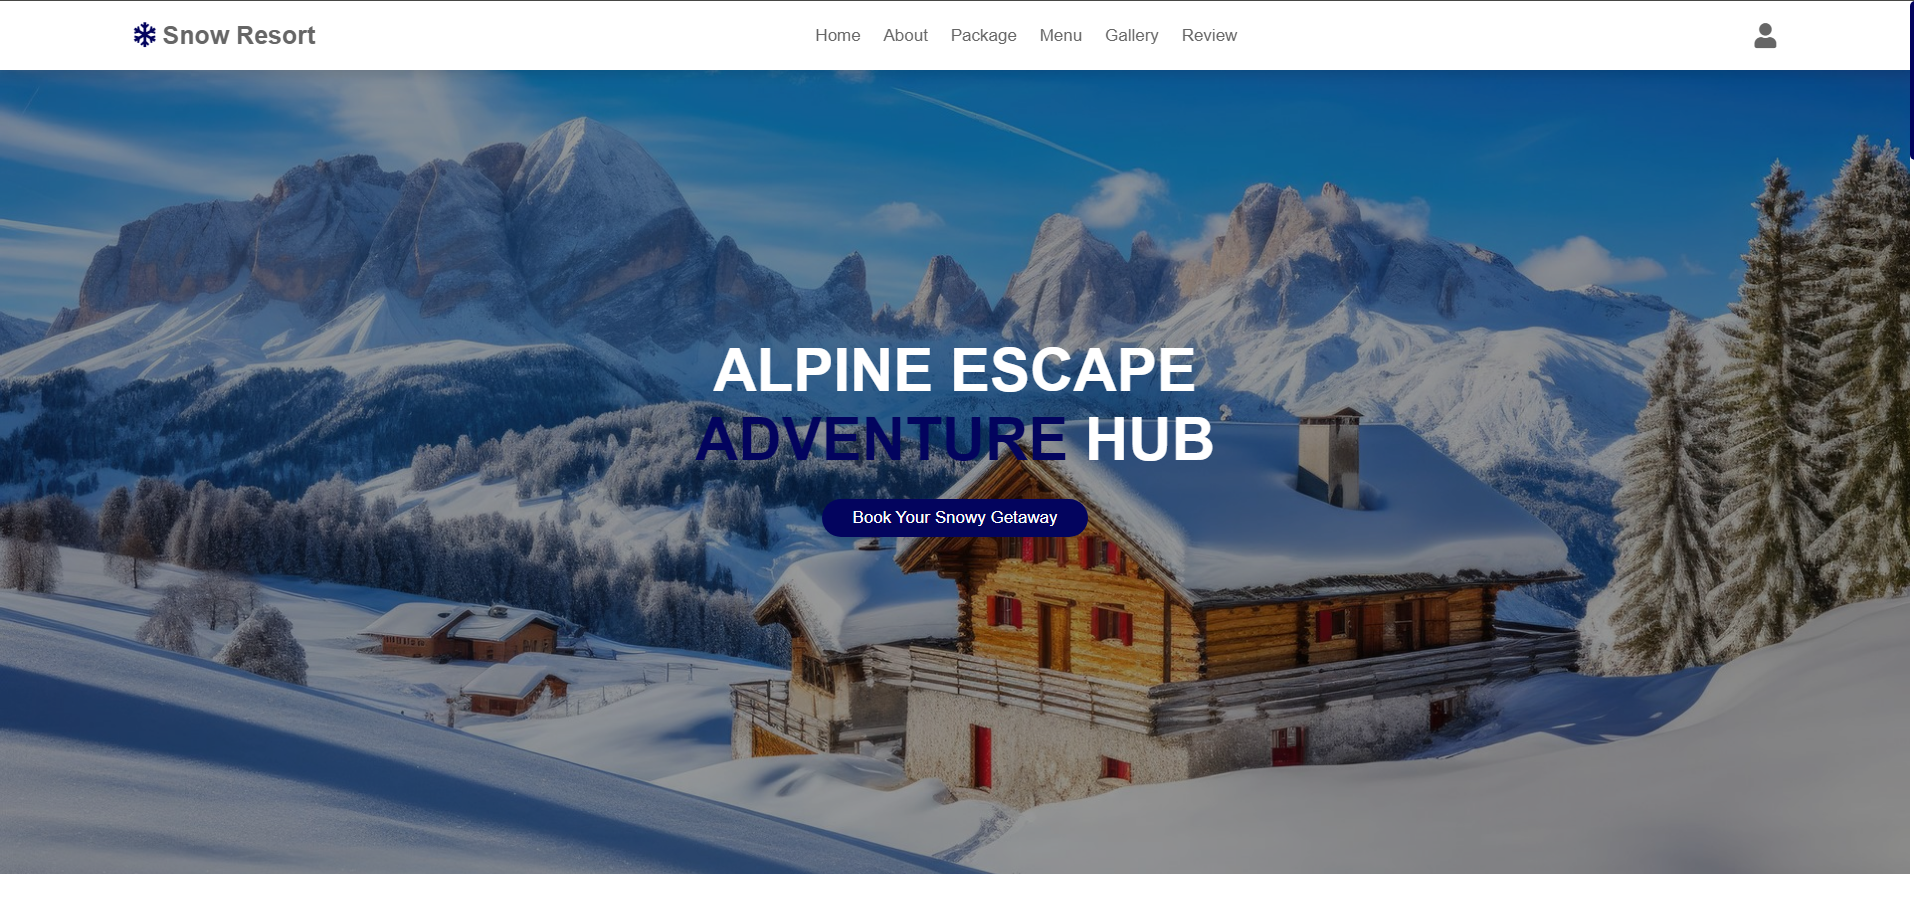 Snow Resort
Home About Package Menu Gallery Review
ALPINE ESCAPE
ADVENTURE HUB
Book Your Snowy Getaway